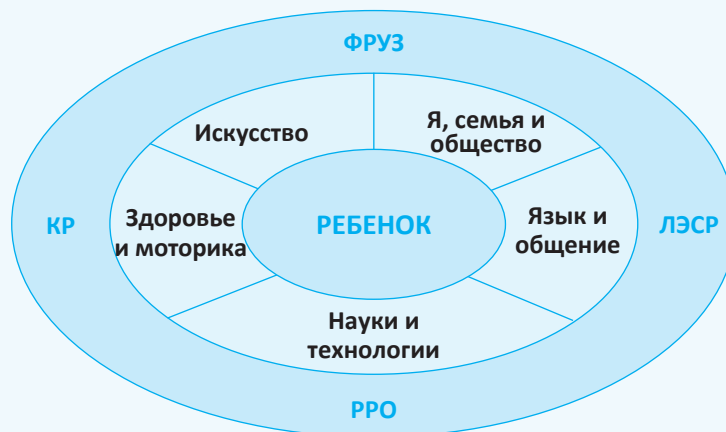 ФРУЗ
Искусство
Я, семья и
общество
КР
Здоровье
и моторика
РЕБЕНОК
Язык и
общение
ЛЭСР
Науки и
технологии
РРО